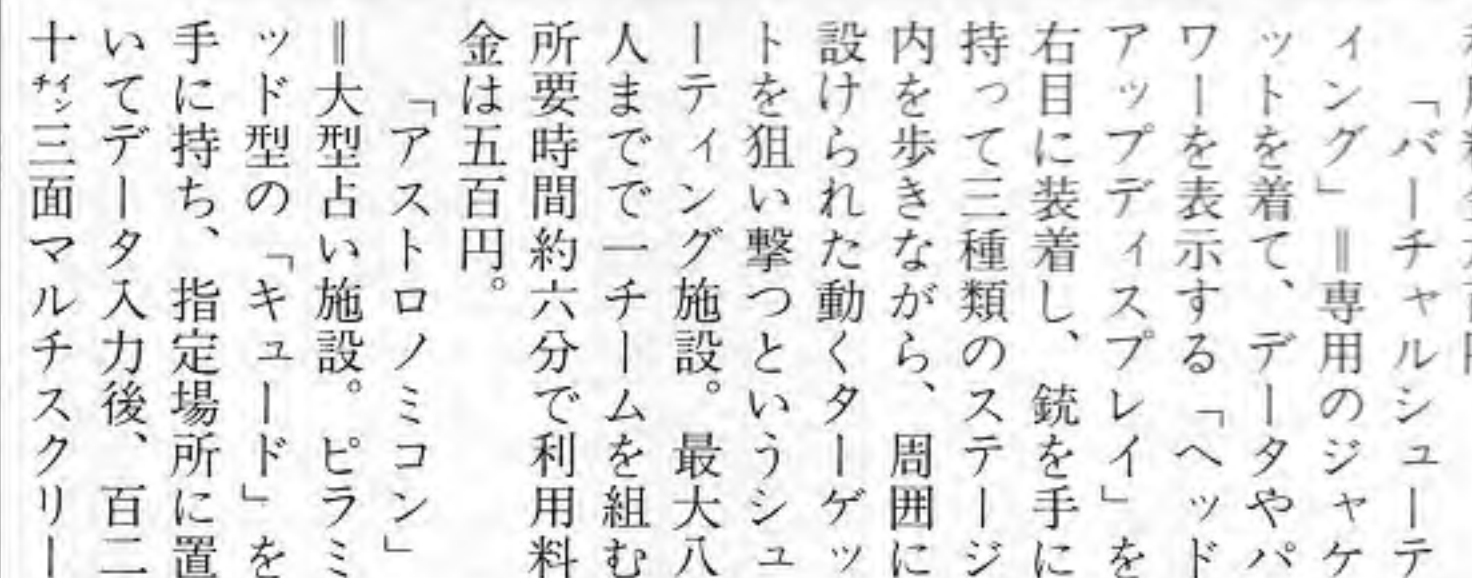 「バーチャルシューテ
ィング」＝専用のジャケ
ットを着て、データやパ
ワーを表示する「ヘッド
アップディスプレイ」を
右目に装着し、銃を手に
持って三種類のステージ
内を歩きながら、周囲に
設けられた動くターゲッ
トを狙い撃つというシュ
ーティング施設。最大八
人までで一チームを組む
所要時間約六分で利用料
金は五百円。
「アストロノミコン」
＝大型占い施設。ピラミ
ッド型の「キュード」を
手に持ち、指定場所に置
いてデータ入力後、百二
十インチ三面マルチスクリー